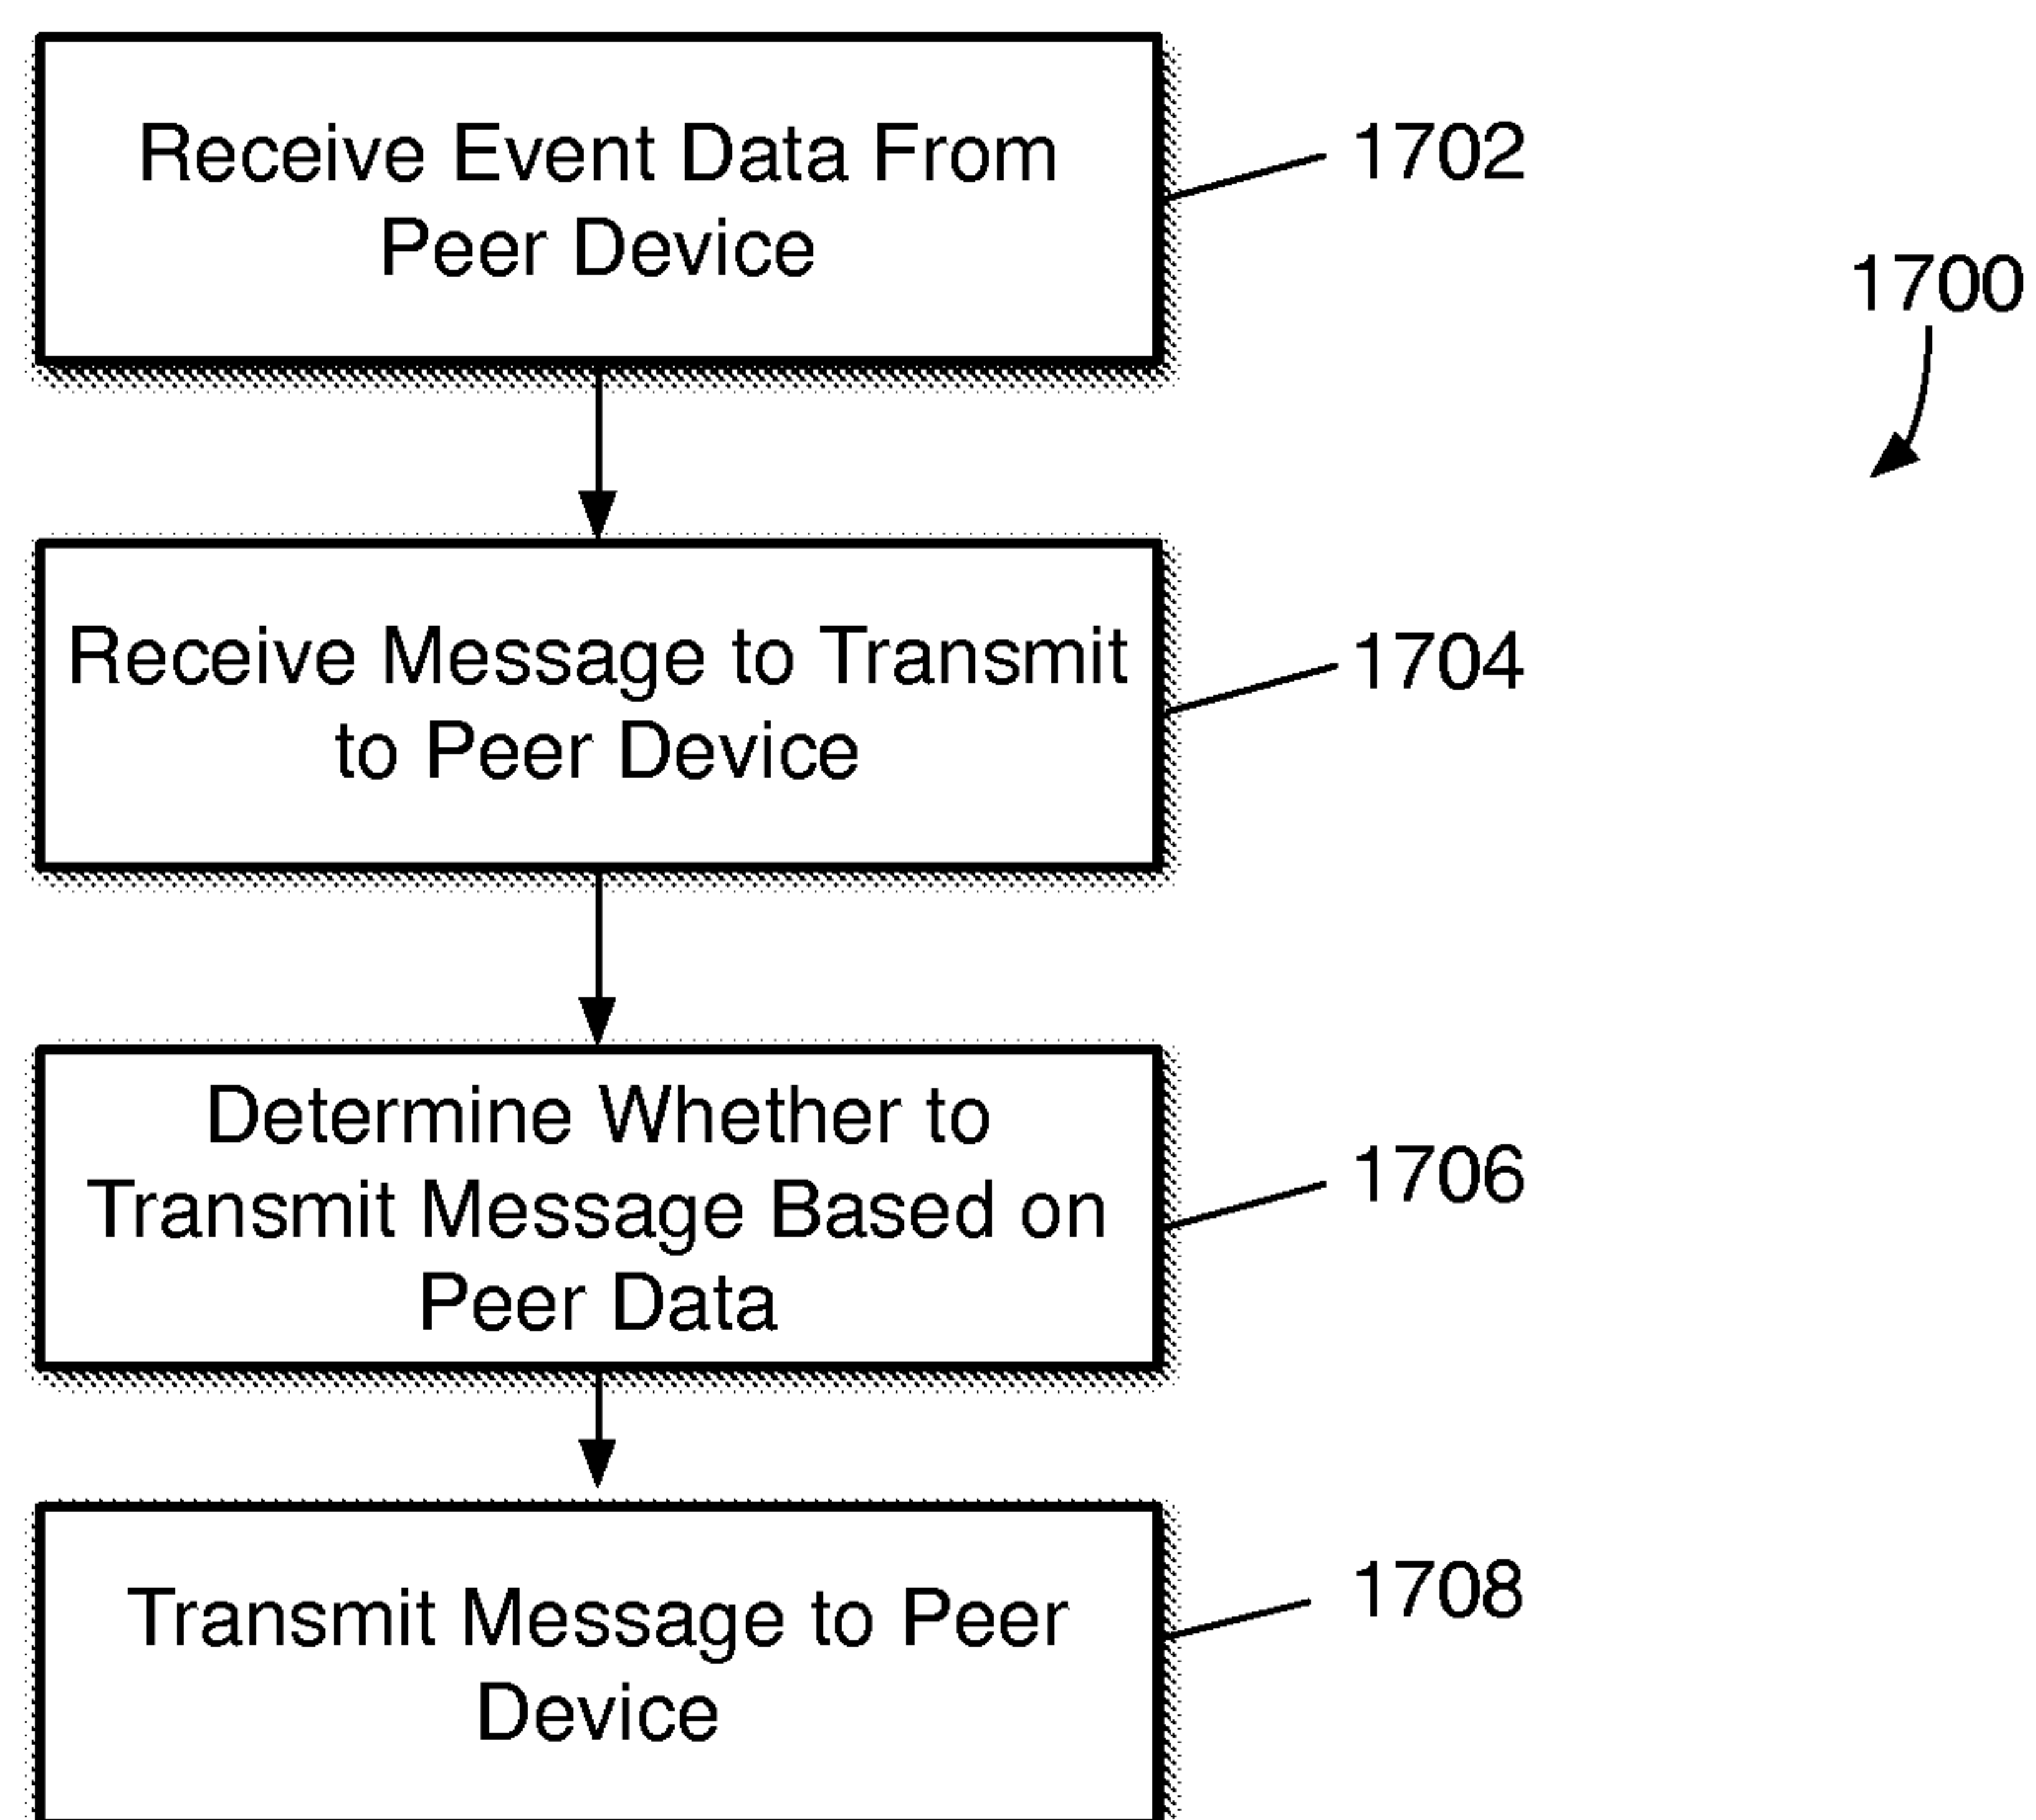 Receive Event Data From
Peer Device
1702
1700
Receive Message to Transmit
to Peer Device
1704
Determine Whether to
Transmit Message Based on
Peer Data
1706
Transmit Message to Peer
Device
1708